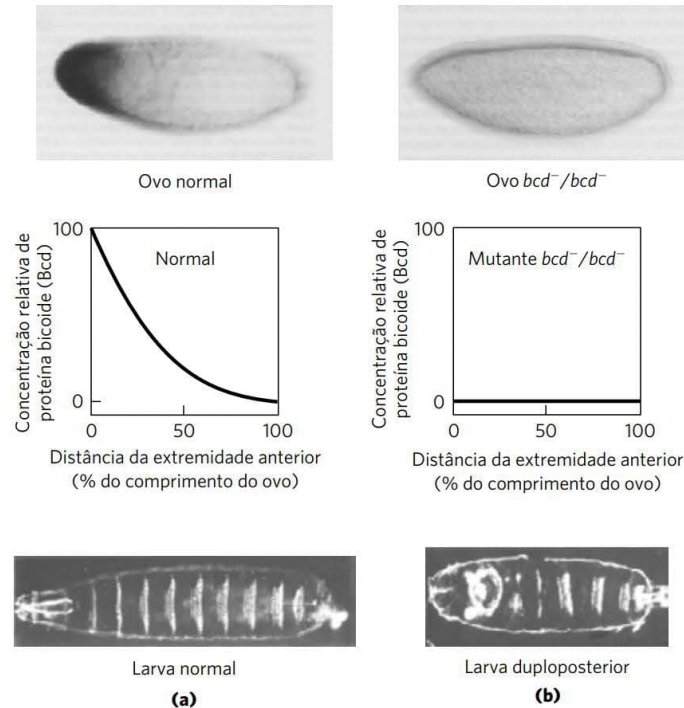 Ovo normal
Ovo bcd⁻/bcd⁻
100
Normal
Concentração relativa de
proteína bicoide (Bcd)
0
0
50
100
Distância da extremidade anterior
(% do comprimento do ovo)
100
Mutante bcd⁻/bcd⁻
Concentração relativa de
proteína bicoide (Bcd)
0
0
50
100
Distância da extremidade anterior
(% do comprimento do ovo)
Larva normal
(a)
Larva duploposterior
(b)